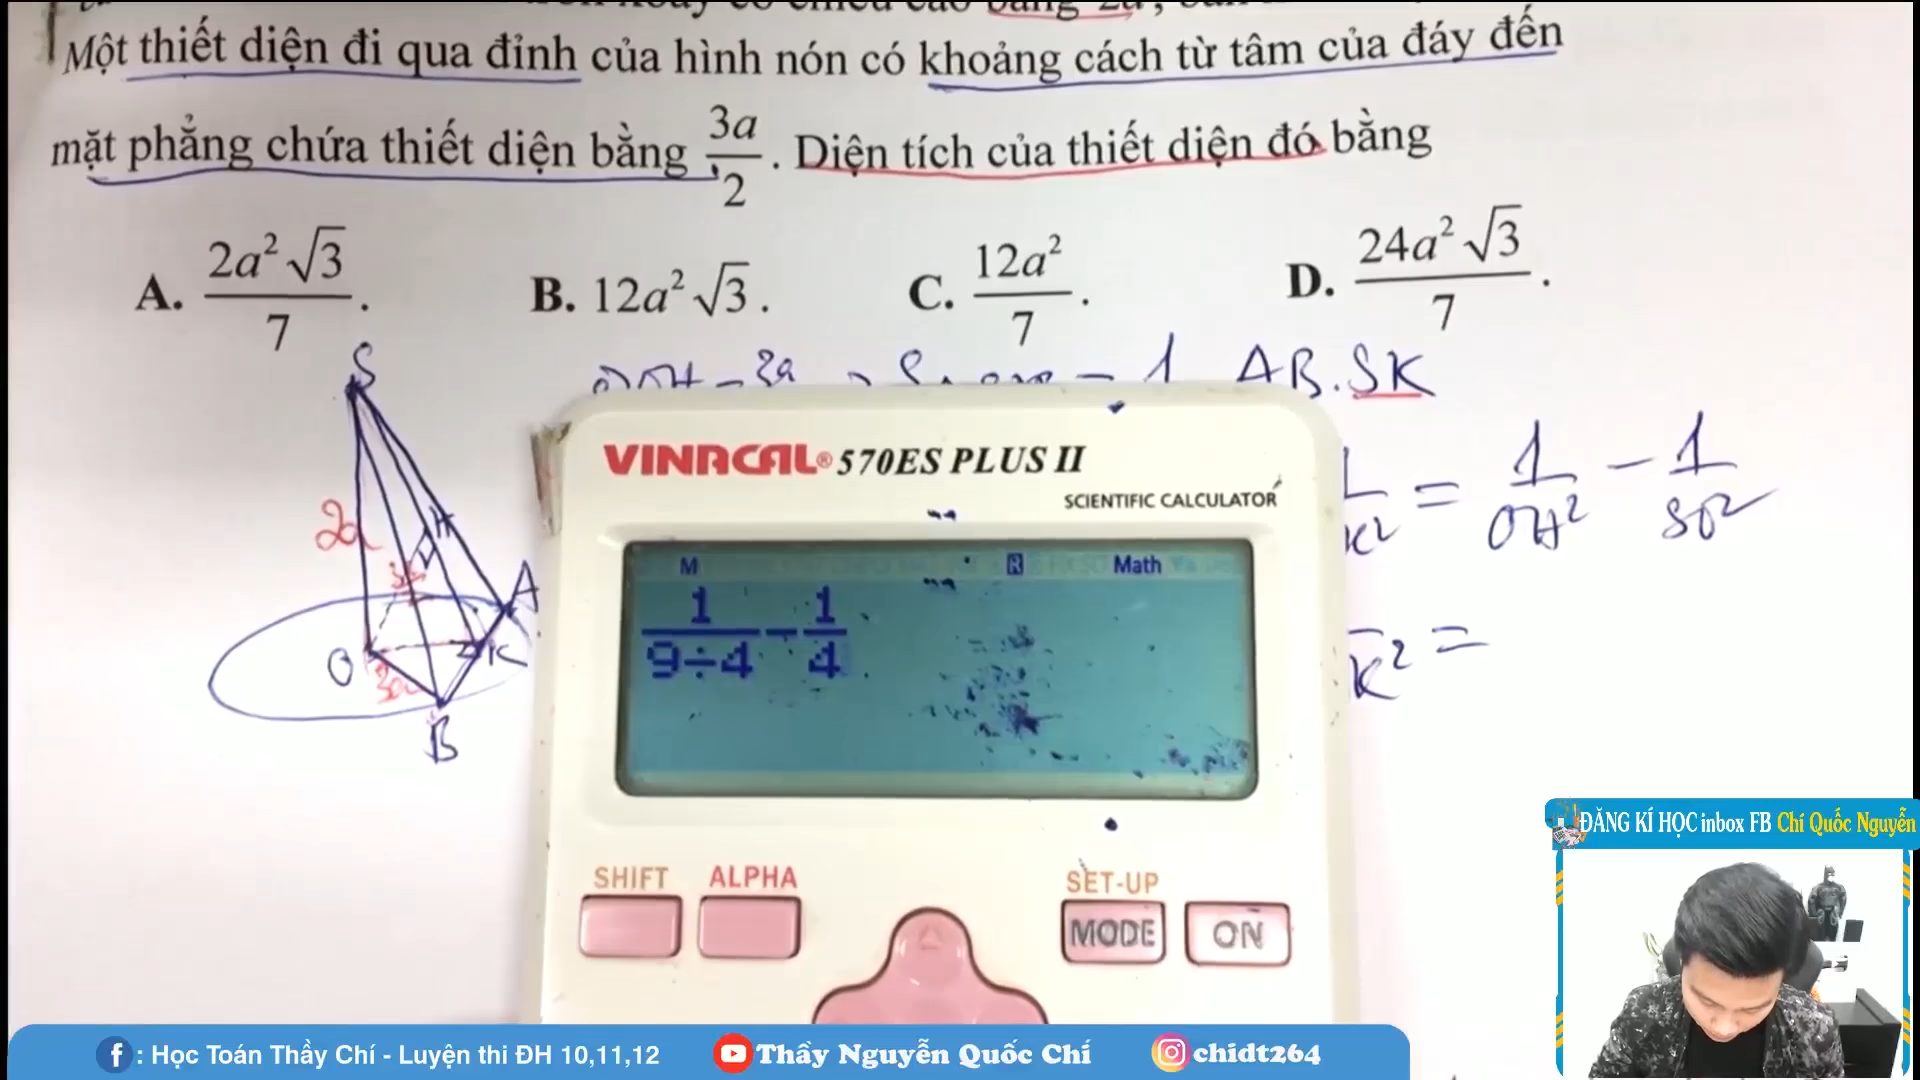 bằng 2a,
Một thiết diện đi qua đỉnh của hình nón có khoảng cách từ tâm của đáy đến
mặt phẳng chứa thiết diện bằng 3a/2. Diện tích của thiết diện đó bằng
A. 2a²√3/7. B. 12a²√3. C. 12a²/7. D. 24a²√3/7.
S
AB.SK
= 1/OH² - 1/SO²
K² =
2a
H
A
O
K
3a
B
VINACAL® 570ES PLUS II
SCIENTIFIC CALCULATOR
M R Math
1/9÷4 - 1/4
SHIFT ALPHA SET-UP
MODE ON
ĐĂNG KÍ HỌC inbox FB Chí Quốc Nguyễn
f : Học Toán Thầy Chí - Luyện thi ĐH 10,11,12 Thầy Nguyễn Quốc Chí chidt264